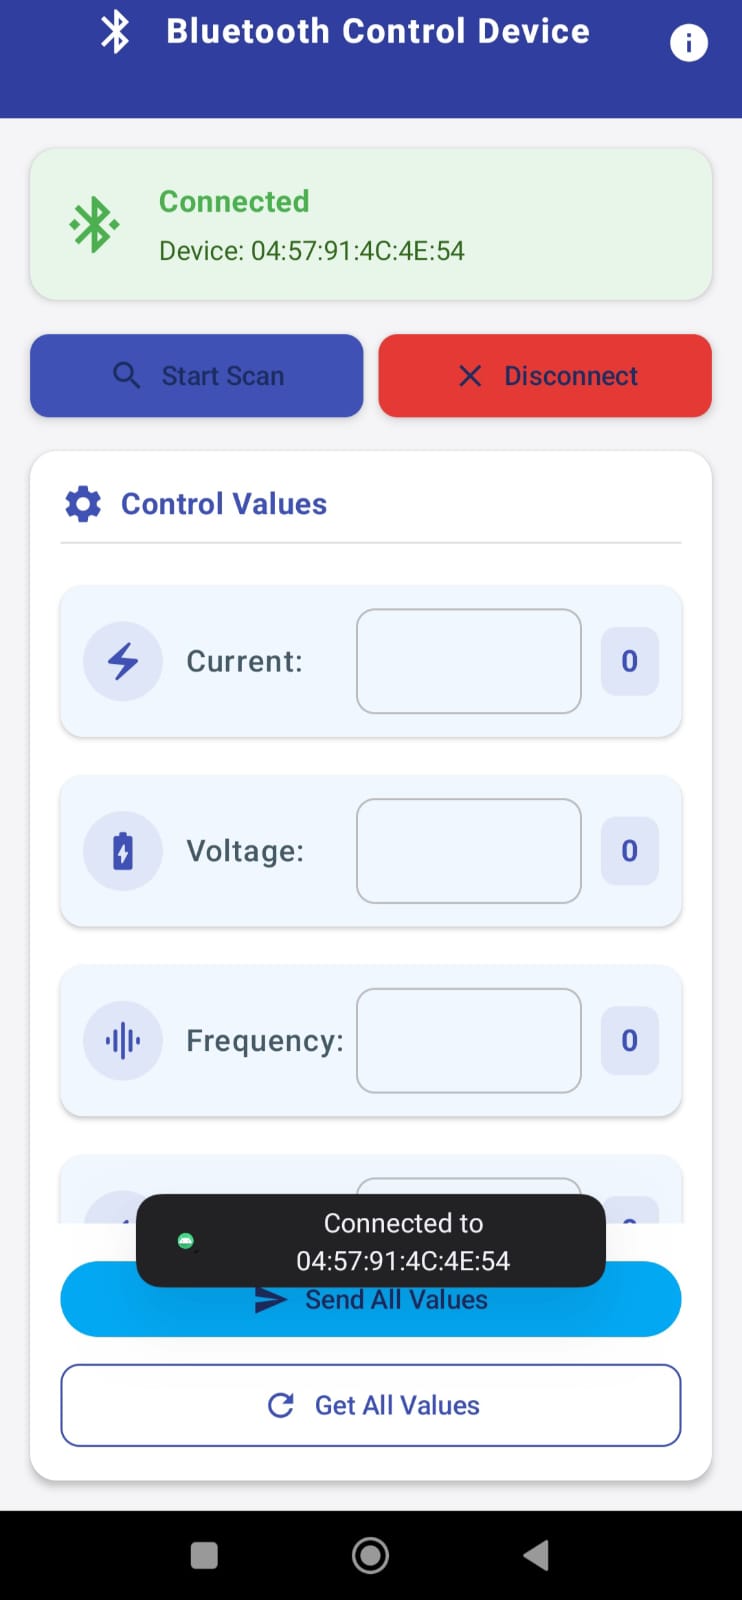 Bluetooth Control Device
Connected
Device: 04:57:91:4C:4E:54
Start Scan
Disconnect
Control Values
Current:
0
Voltage:
0
Frequency:
0
Connected to
04:57:91:4C:4E:54
Send All Values
Get All Values